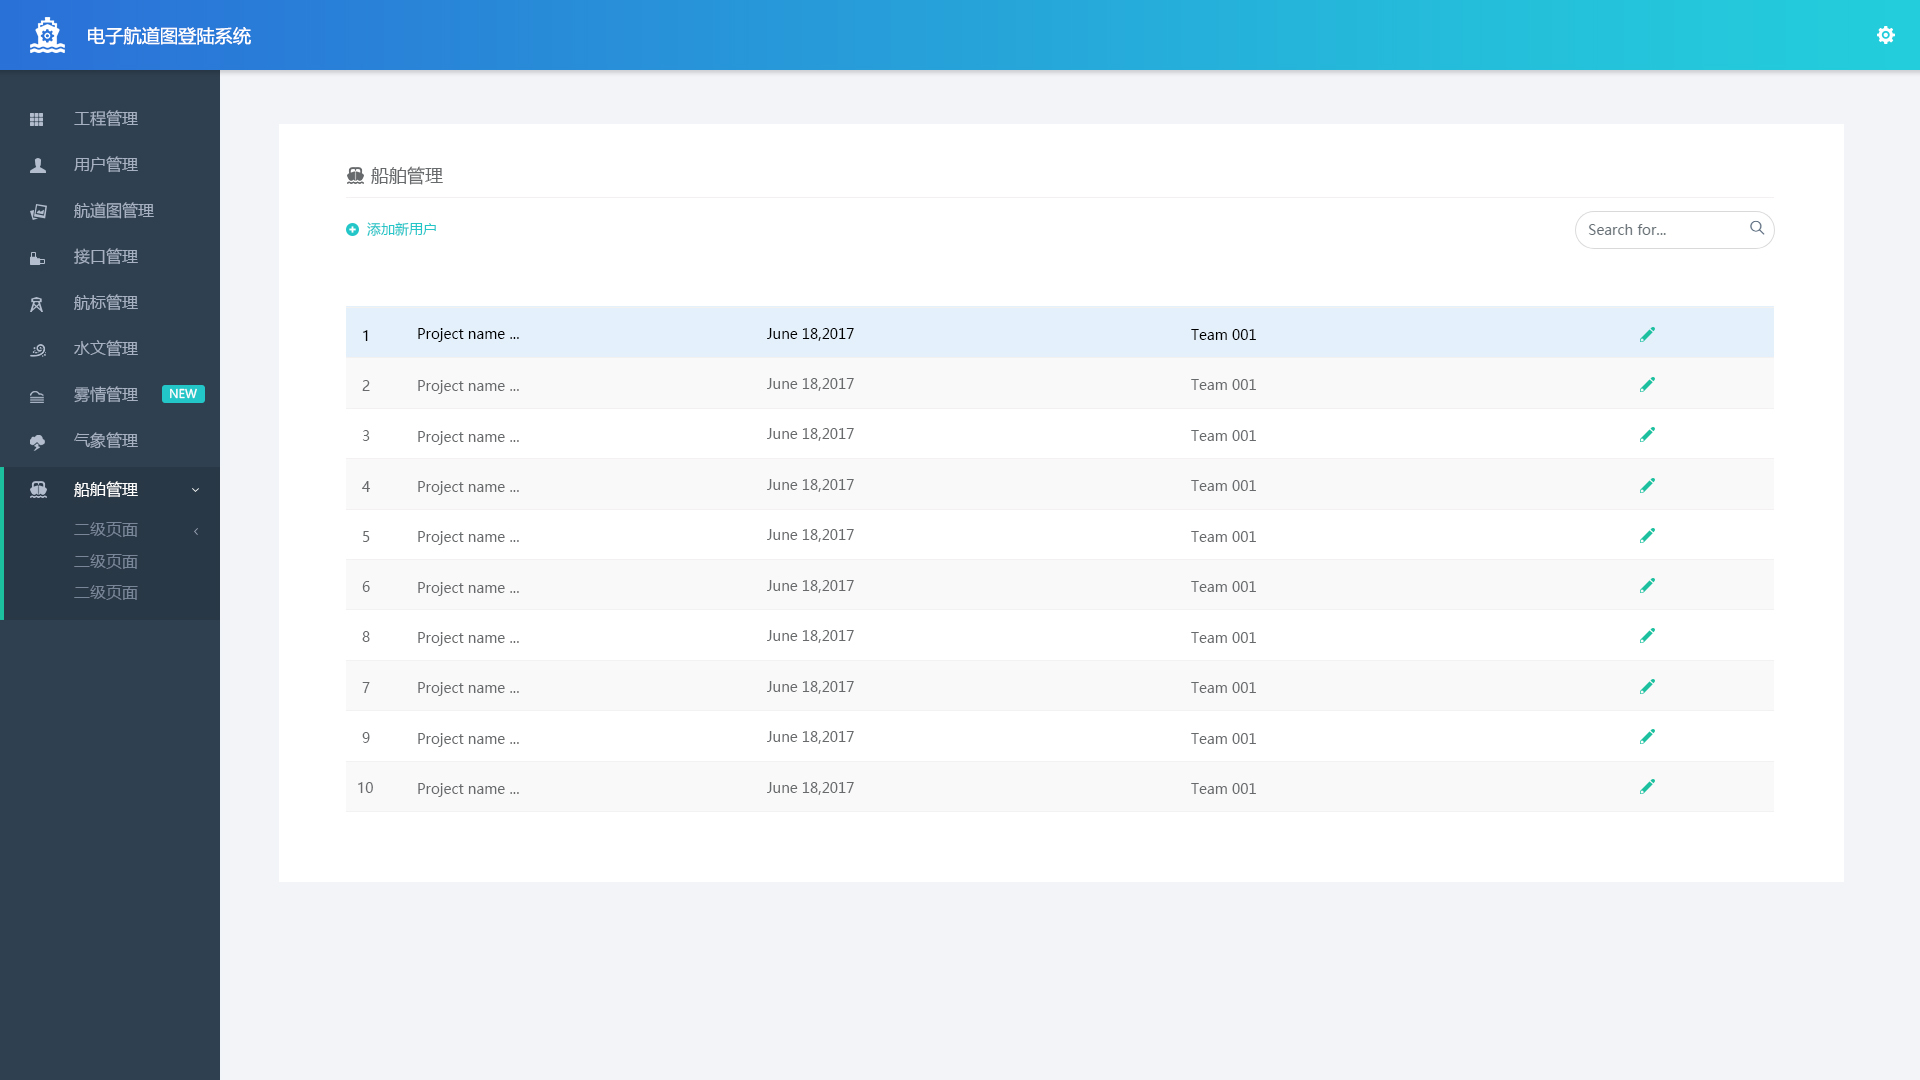 电子航道图登陆系统
工程管理
用户管理
航道图管理
接口管理
航标管理
水文管理
雾情管理 NEW
气象管理
船舶管理
二级页面
二级页面
二级页面
船舶管理
添加新用户
Search for...
1 Project name ... June 18,2017 Team 001
2 Project name ... June 18,2017 Team 001
3 Project name ... June 18,2017 Team 001
4 Project name ... June 18,2017 Team 001
5 Project name ... June 18,2017 Team 001
6 Project name ... June 18,2017 Team 001
8 Project name ... June 18,2017 Team 001
7 Project name ... June 18,2017 Team 001
9 Project name ... June 18,2017 Team 001
10 Project name ... June 18,2017 Team 001